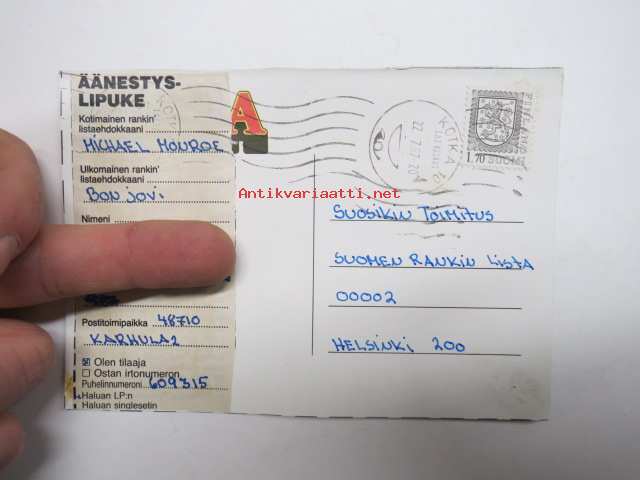 ÄÄNESTYS-
LIPUKE
Kotimainen rankin'
listaehdokkaani
MICHAEL MONROE
Ulkomainen rankin'
listaehdokkaani
BON JOVI
Nimeni
Postitoimipaikka 48710
KARHULA 2
Olen tilaaja
Ostan irtonumeron
Puhelinnumeroni 609315
Haluan LP:n
Haluan singlesetin
A
KOTKA
1,70 SUOMI
Antikvariaatti.net
SUOSIKIN TOIMITUS
SUOMEN RANKIN LISTA
00002
HELSINKI 200